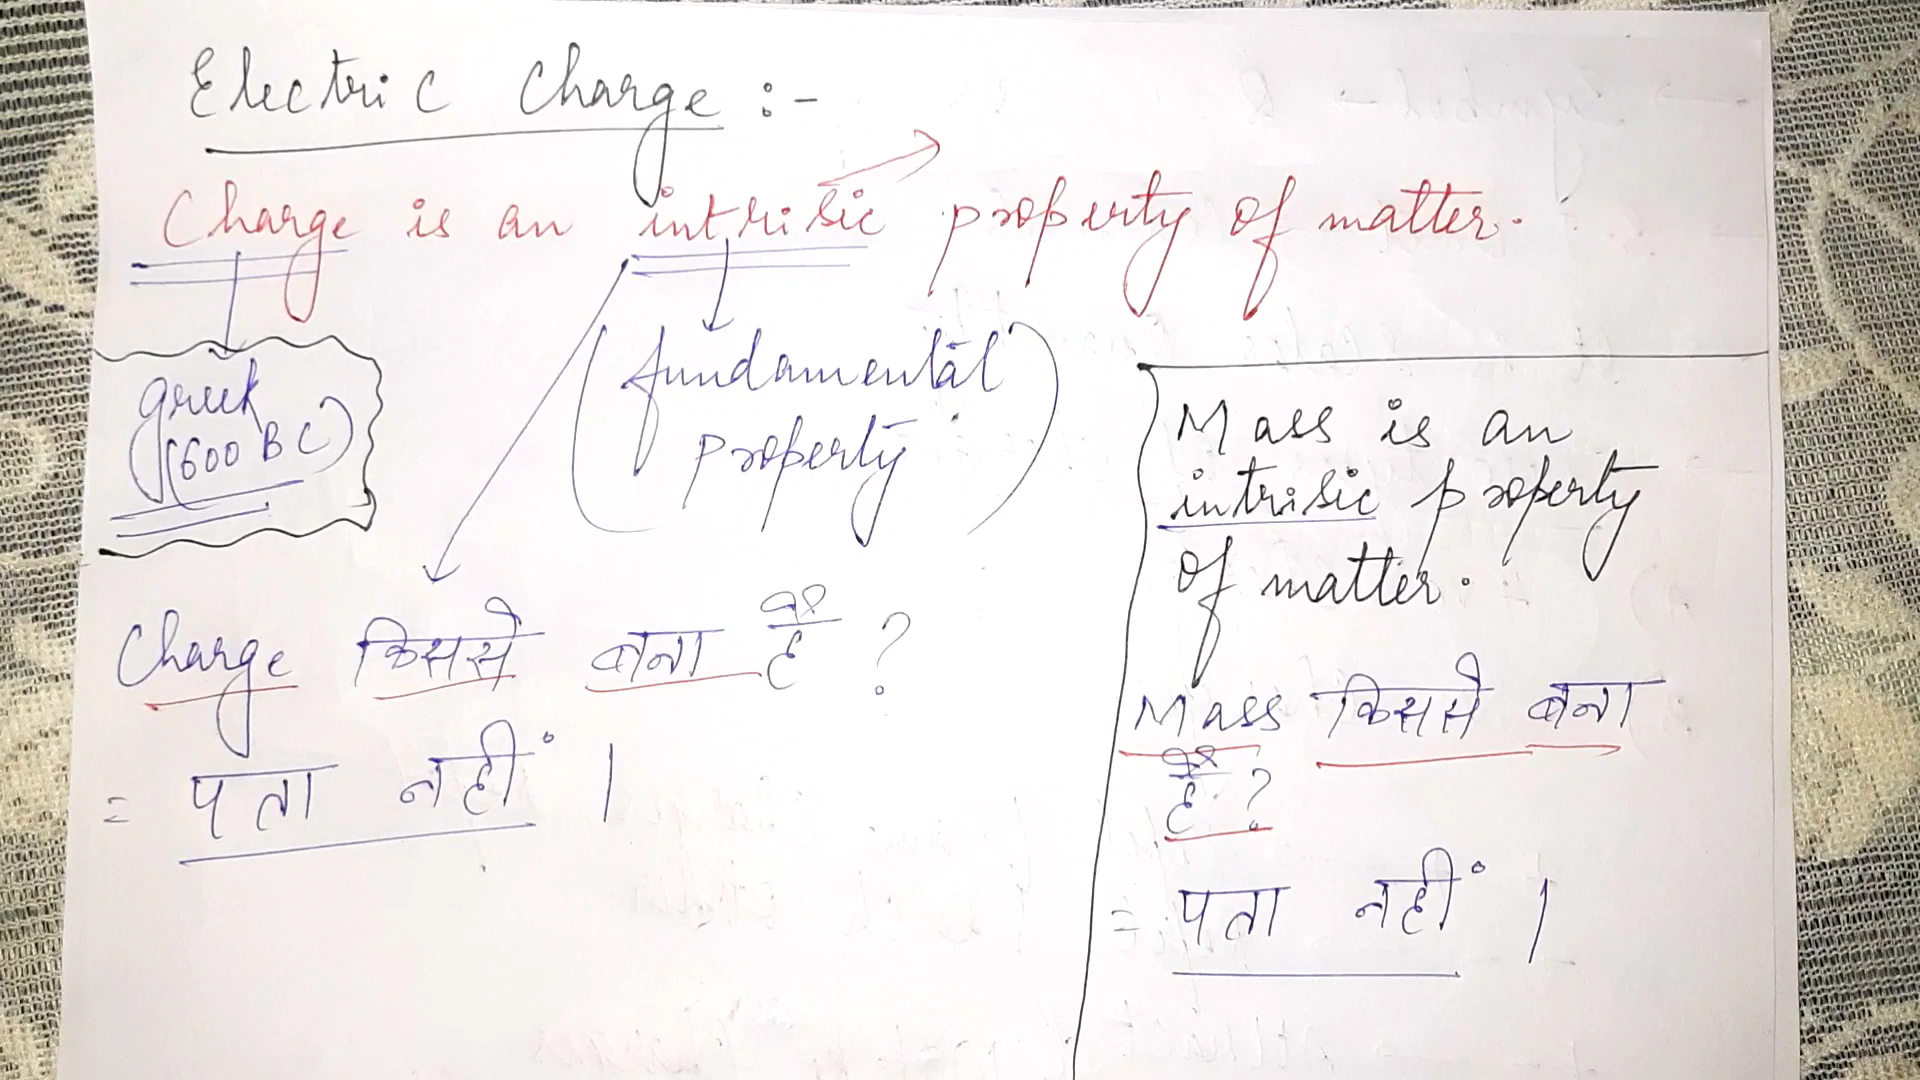 Electric Charge :-
Charge is an intrisic property of matter.
greek
(600 BC)
(fundamental
property)
Charge किससे बना है ?
= पता नहीं ।
Mass is an
intrisic property
of matter.
Mass किससे बना
है ?
= पता नहीं ।